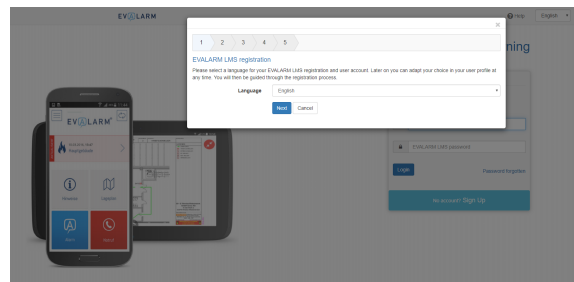 EVALARM
Help
English
×
1 2 3 4 5
EVALARM LMS registration
Please select a language for your EVALARM LMS registration and user account. Later on you can adapt your choice in your user profile at
any time. You will then be guided through the registration process.
Language English
Next Cancel
ning
EVALARM LMS password
Login Password forgotten
No account? Sign Up
EVALARM
Alarm